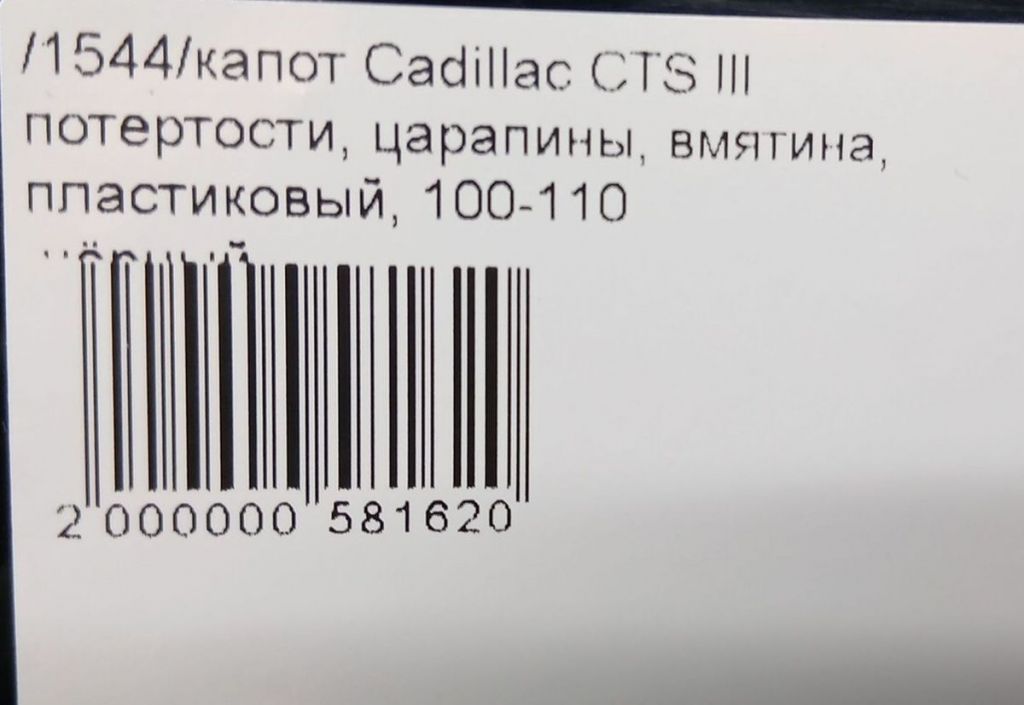 /1544/капот Cadillac CTS III
потертости, царапины, вмятина,
пластиковый, 100-110
2 000000 581620